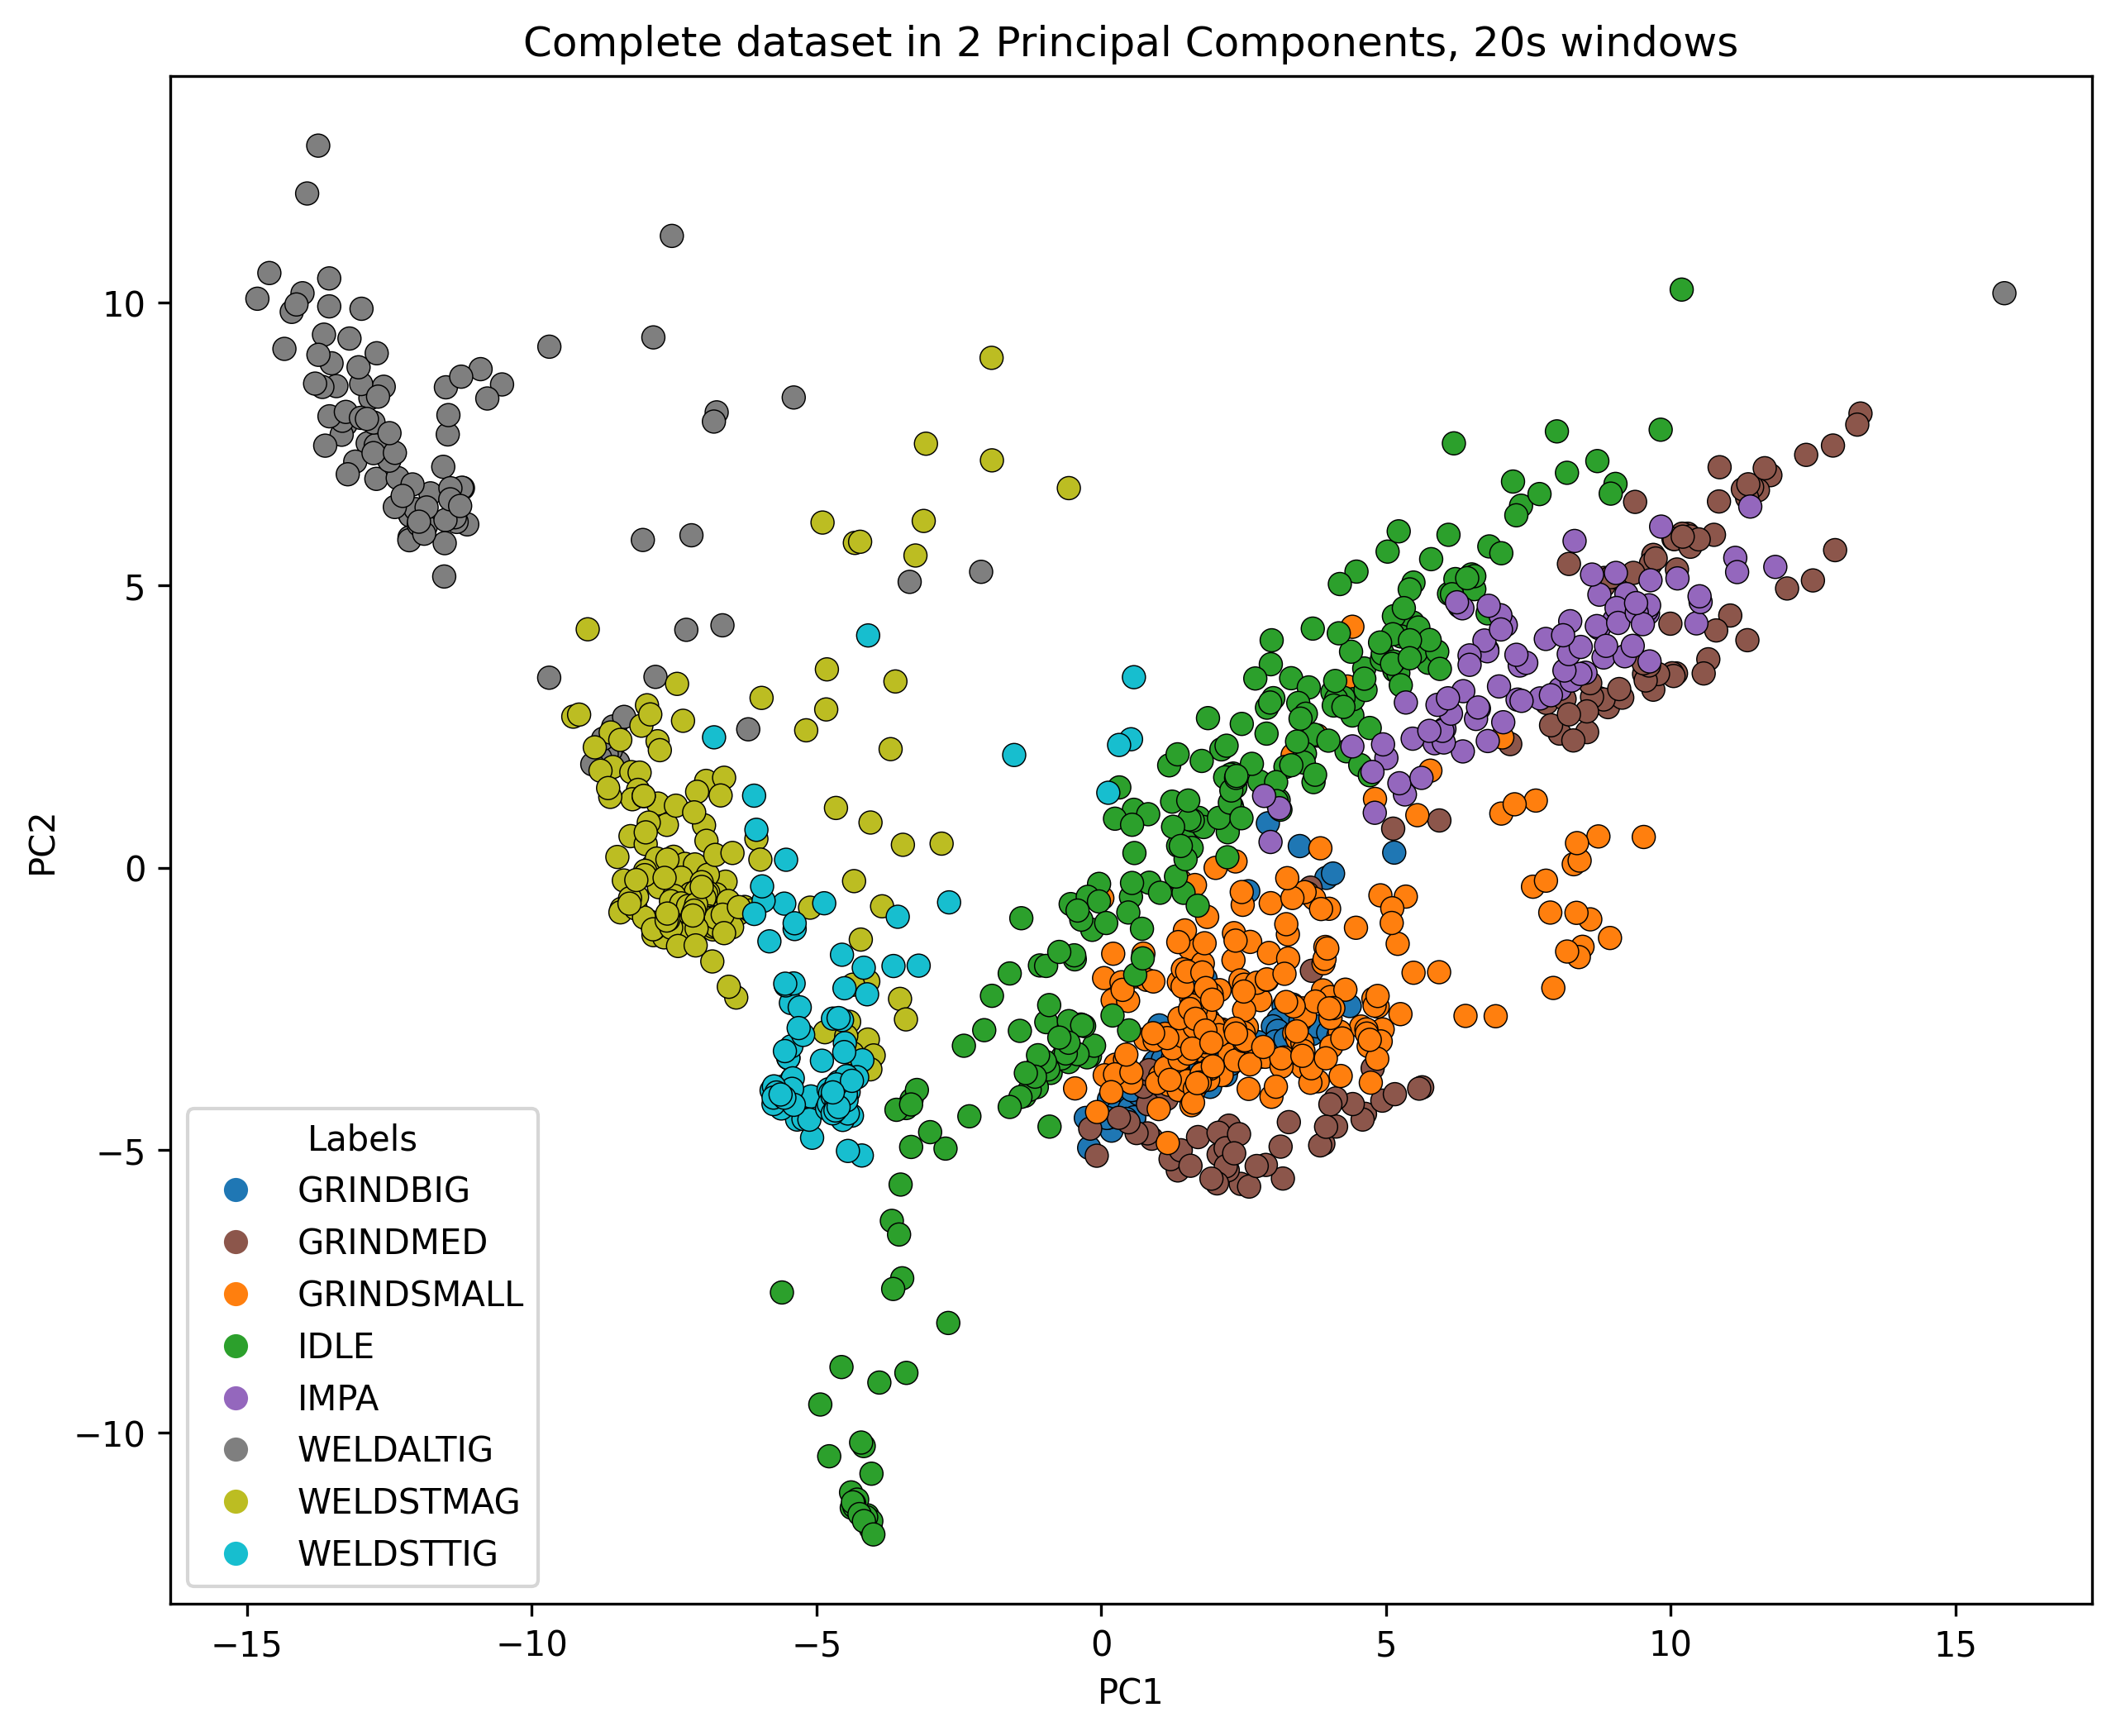 Complete dataset in 2 Principal Components, 20s windows
10
5
0
−5
−10
PC2
Labels
GRINDBIG
GRINDMED
GRINDSMALL
IDLE
IMPA
WELDALTIG
WELDSTMAG
WELDSTTIG
−15 −10 −5 0 5 10 15
PC1